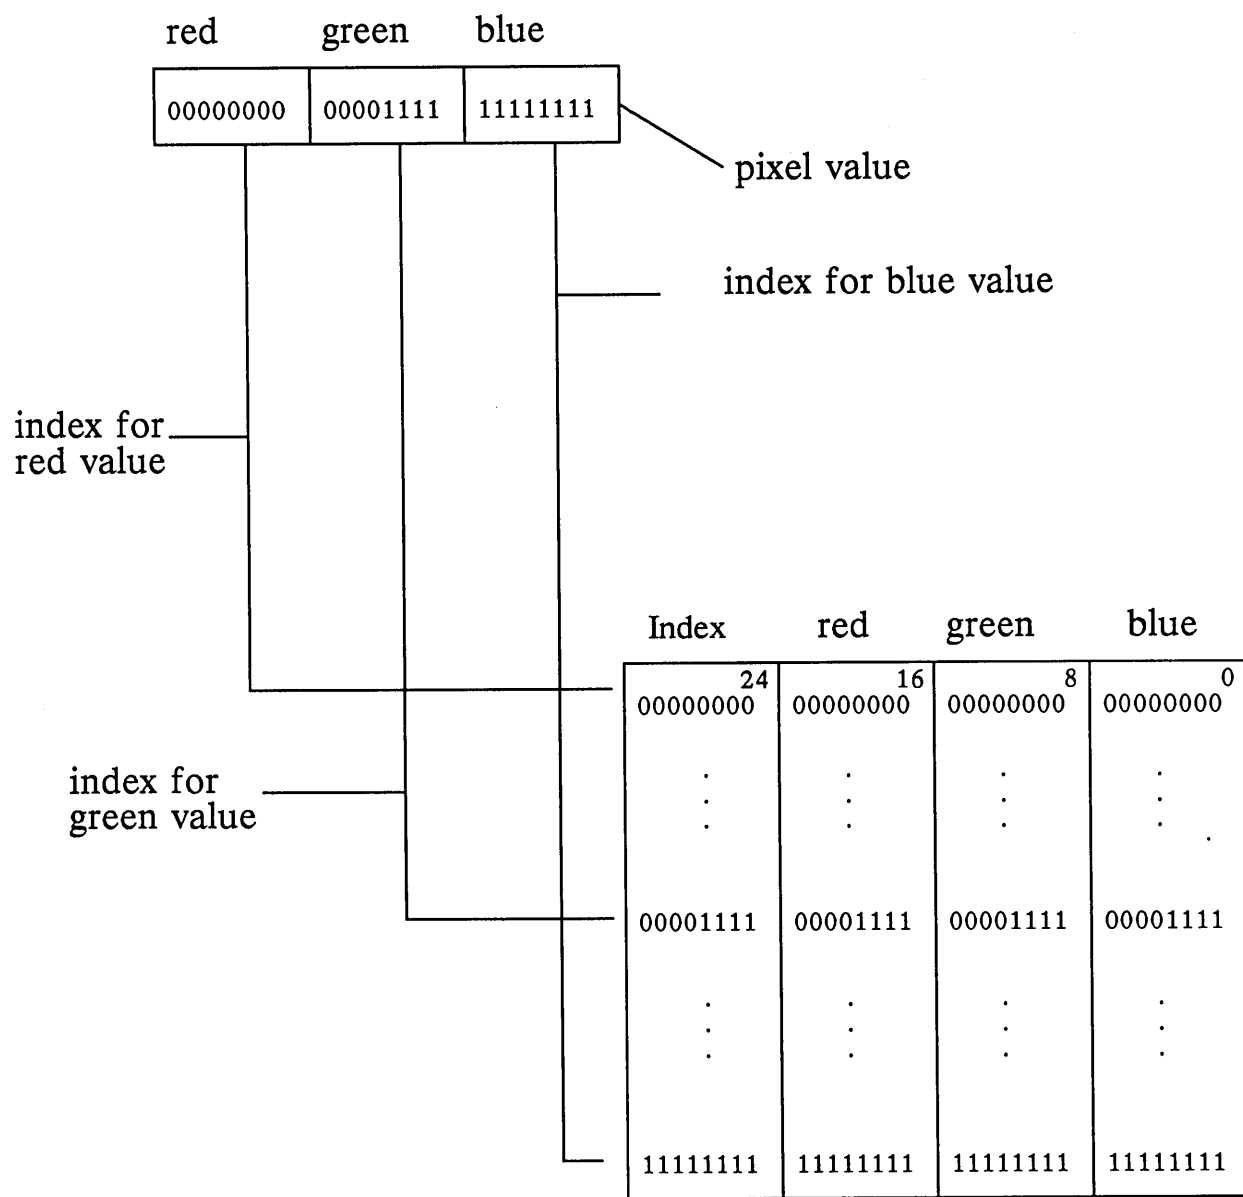 red green blue
00000000 00001111 11111111
pixel value
index for blue value
index for
red value
Index red green blue
24 16 8 0
00000000 00000000 00000000 00000000
index for
green value
00001111 00001111 00001111 00001111
11111111 11111111 11111111 11111111